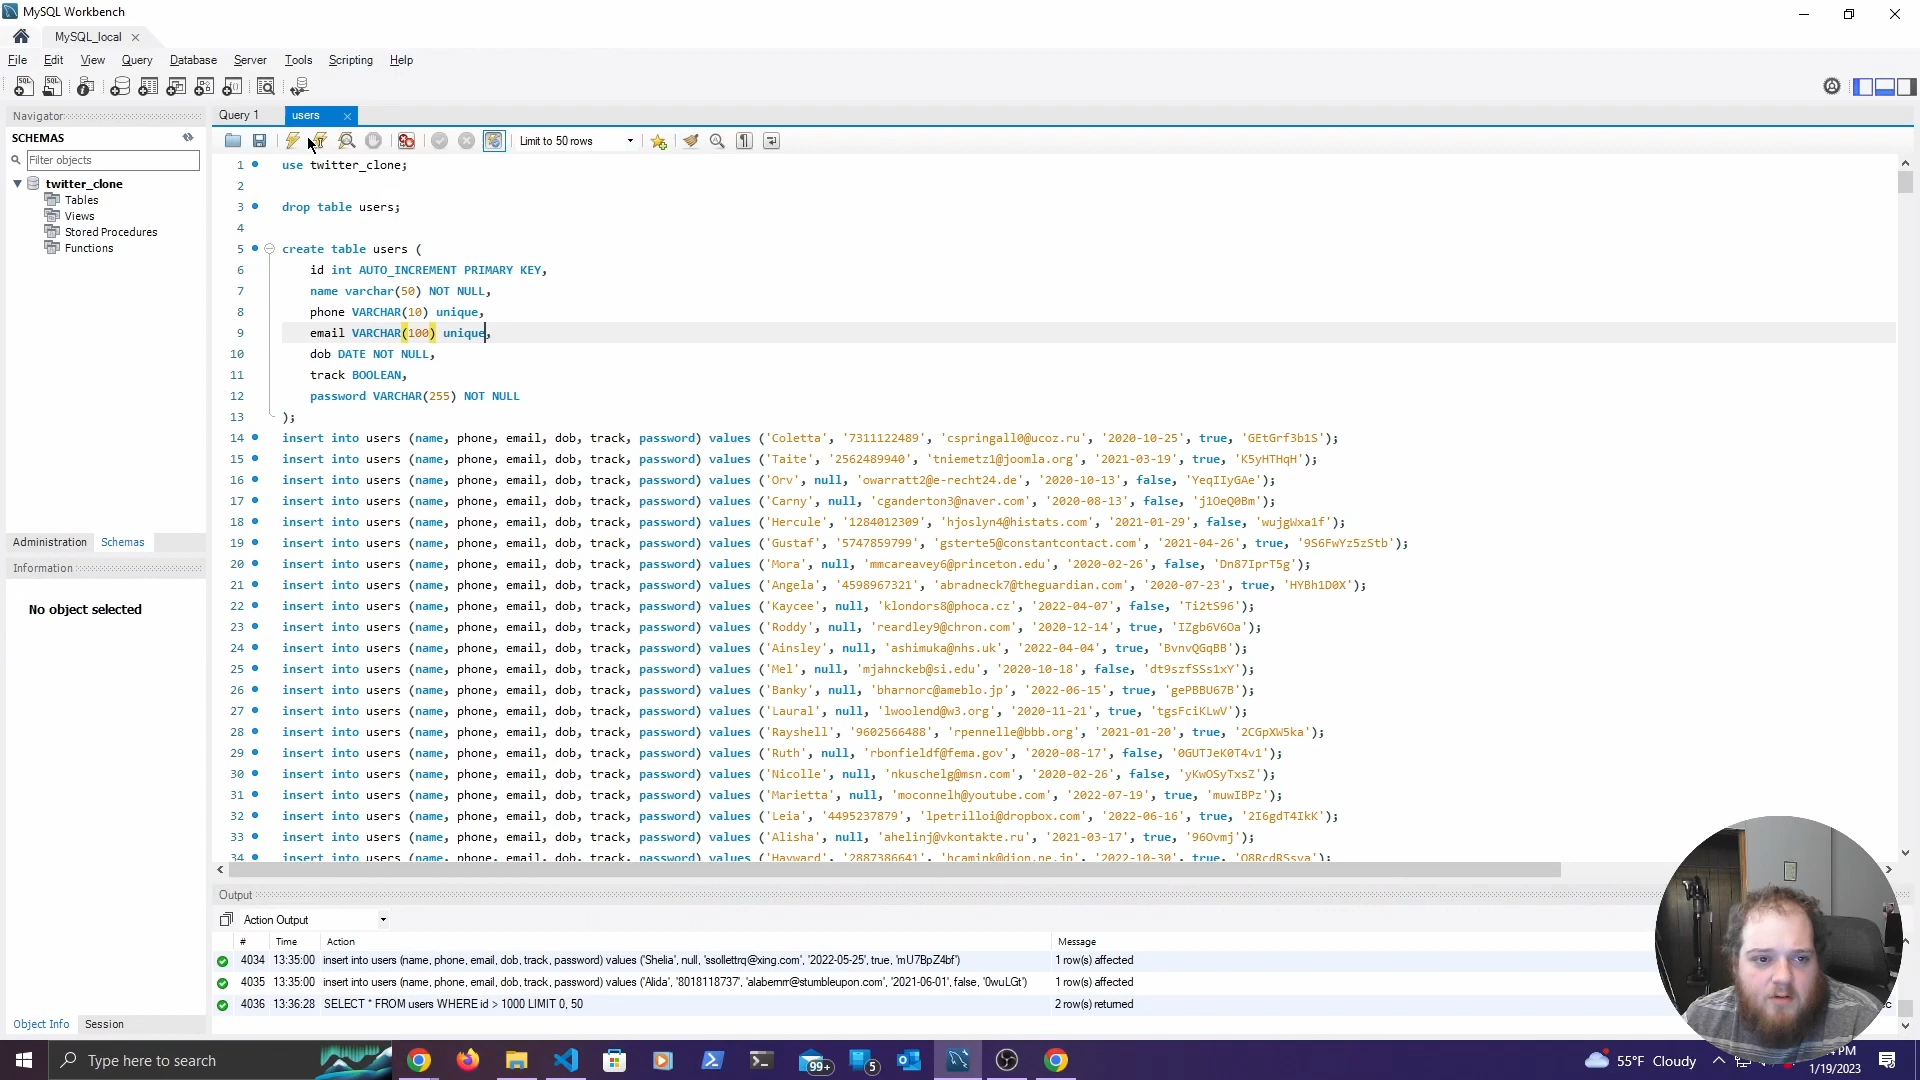 MySQL Workbench
MySQL_local
File Edit View Query Database Server Tools Scripting Help
Navigator
SCHEMAS
Filter objects
twitter_clone
Tables
Views
Stored Procedures
Functions
Administration Schemas
Information
No object selected
Object Info Session
Query 1 users
Limit to 50 rows
1 use twitter_clone;
2
3 drop table users;
4
5 create table users (
6 id int AUTO_INCREMENT PRIMARY KEY,
7 name varchar(50) NOT NULL,
8 phone VARCHAR(10) unique,
9 email VARCHAR(100) unique,
10 dob DATE NOT NULL,
11 track BOOLEAN,
12 password VARCHAR(255) NOT NULL
13 );
14 insert into users (name, phone, email, dob, track, password) values ('Coletta', '7311122489', 'cspringall0@ucoz.ru', '2020-10-25', true, 'GEtGrf3b1S');
15 insert into users (name, phone, email, dob, track, password) values ('Taite', '2562489940', 'tniemetz1@joomla.org', '2021-03-19', true, 'K5yHTHqH');
16 insert into users (name, phone, email, dob, track, password) values ('Orv', null, 'owarratt2@e-recht24.de', '2020-10-13', false, 'YeqIIyGAe');
17 insert into users (name, phone, email, dob, track, password) values ('Carny', null, 'cganderton3@naver.com', '2020-08-13', false, 'j1OeQ0Bm');
18 insert into users (name, phone, email, dob, track, password) values ('Hercule', '1284012309', 'hjoslyn4@histats.com', '2021-01-29', false, 'wujgWxa1f');
19 insert into users (name, phone, email, dob, track, password) values ('Gustaf', '5747859799', 'gsterte5@constantcontact.com', '2021-04-26', true, '9S6FwYz5zStb');
20 insert into users (name, phone, email, dob, track, password) values ('Mora', null, 'mmcareavey6@princeton.edu', '2020-02-26', false, 'Dn87IprT5g');
21 insert into users (name, phone, email, dob, track, password) values ('Angela', '4598967321', 'abradneck7@theguardian.com', '2020-07-23', true, 'HYBh1D0X');
22 insert into users (name, phone, email, dob, track, password) values ('Kaycee', null, 'klondors8@phoca.cz', '2022-04-07', false, 'Ti2tS96');
23 insert into users (name, phone, email, dob, track, password) values ('Roddy', null, 'reardley9@chron.com', '2020-12-14', true, 'IZgb6V6Oa');
24 insert into users (name, phone, email, dob, track, password) values ('Ainsley', null, 'ashimuka@nhs.uk', '2022-04-04', true, 'BvnvQGqBB');
25 insert into users (name, phone, email, dob, track, password) values ('Mel', null, 'mjahnckeb@si.edu', '2020-10-18', false, 'dt9szfSSs1xY');
26 insert into users (name, phone, email, dob, track, password) values ('Banky', null, 'bharnorc@ameblo.jp', '2022-06-15', true, 'gePBBU67B');
27 insert into users (name, phone, email, dob, track, password) values ('Laural', null, 'lwoolend@w3.org', '2020-11-21', true, 'tgsFciKLwV');
28 insert into users (name, phone, email, dob, track, password) values ('Rayshell', '9602566488', 'rpennelle@bbb.org', '2021-01-20', true, '2CGpXW5ka');
29 insert into users (name, phone, email, dob, track, password) values ('Ruth', null, 'rbonfieldf@fema.gov', '2020-08-17', false, '0GUTJeK0T4v1');
30 insert into users (name, phone, email, dob, track, password) values ('Nicolle', null, 'nkuschelg@msn.com', '2020-02-26', false, 'yKwOSyTxsZ');
31 insert into users (name, phone, email, dob, track, password) values ('Marietta', null, 'moconnelh@youtube.com', '2022-07-19', true, 'muwIBPz');
32 insert into users (name, phone, email, dob, track, password) values ('Leia', '4495237879', 'lpetrilloi@dropbox.com', '2022-06-16', true, '2I6gdT4IkK');
33 insert into users (name, phone, email, dob, track, password) values ('Alisha', null, 'ahelinj@vkontakte.ru', '2021-03-17', true, '96Ovmj');
34 insert into users (name, phone, email, dob, track, password) values ('Hayward', '2887386641', 'hcamink@dion.ne.jp', '2022-10-30', true, 'O8RcdRSsva');
Output
Action Output
# Time Action Message
4034 13:35:00 insert into users (name, phone, email, dob, track, password) values ('Shelia', null, 'ssollettrq@xing.com', '2022-05-25', true, 'mU7BpZ4bf') 1 row(s) affected
4035 13:35:00 insert into users (name, phone, email, dob, track, password) values ('Alida', '8018118737', 'alabernrr@stumbleupon.com', '2021-06-01', false, '0wuLGt') 1 row(s) affected
4036 13:36:28 SELECT * FROM users WHERE id > 1000 LIMIT 0, 50 2 row(s) returned
Type here to search
99+
5
55°F Cloudy
PM
1/19/2023